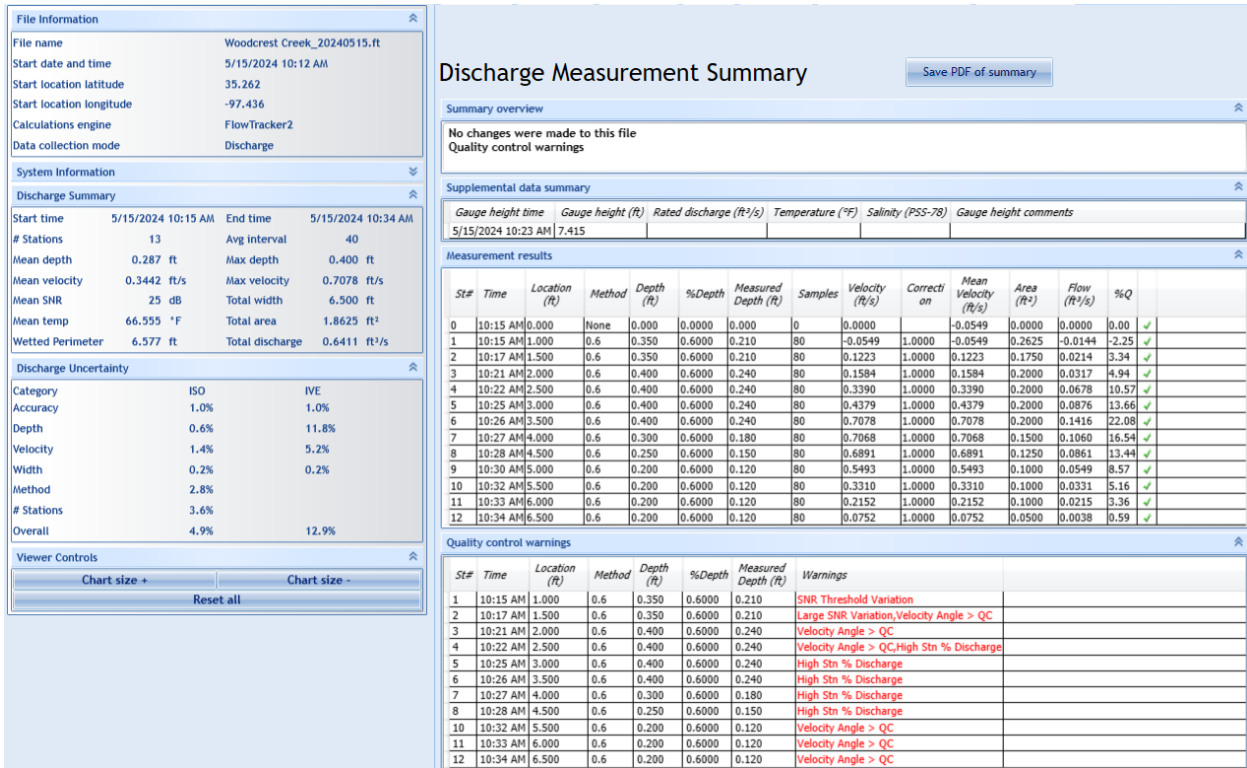 File Information
File name Woodcrest Creek_20240515.ft
Start date and time 5/15/2024 10:12 AM
Start location latitude 35.262
Start location longitude -97.436
Calculations engine FlowTracker2
Data collection mode Discharge
System Information
Discharge Summary
Start time 5/15/2024 10:15 AM End time 5/15/2024 10:34 AM
# Stations 13 Avg interval 40
Mean depth 0.287 ft Max depth 0.400 ft
Mean velocity 0.3442 ft/s Max velocity 0.7078 ft/s
Mean SNR 25 dB Total width 6.500 ft
Mean temp 66.555 °F Total area 1.8625 ft²
Wetted Perimeter 6.577 ft Total discharge 0.6411 ft³/s
Discharge Uncertainty
Category ISO IVE
Accuracy 1.0% 1.0%
Depth 0.6% 11.8%
Velocity 1.4% 5.2%
Width 0.2% 0.2%
Method 2.8%
# Stations 3.6%
Overall 4.9% 12.9%
Viewer Controls
Chart size + Chart size -
Reset all
Discharge Measurement Summary
Save PDF of summary
Summary overview
No changes were made to this file
Quality control warnings
Supplemental data summary
Gauge height time Gauge height (ft) Rated discharge (ft³/s) Temperature (°F) Salinity (PSS-78) Gauge height comments
5/15/2024 10:23 AM 7.415
Measurement results
St# Time Location (ft) Method Depth (ft) %Depth Measured Depth (ft) Samples Velocity (ft/s) Correction Mean Velocity (ft/s) Area (ft²) Flow (ft³/s) %Q
0 10:15 AM 0.000 None 0.000 0.0000 0.000 0 0.0000 -0.0549 0.0000 0.0000 0.00
1 10:15 AM 1.000 0.6 0.350 0.6000 0.210 80 -0.0549 1.0000 -0.0549 0.2625 -0.0144 -2.25
2 10:17 AM 1.500 0.6 0.350 0.6000 0.210 80 0.1223 1.0000 0.1223 0.1750 0.0214 3.34
3 10:21 AM 2.000 0.6 0.400 0.6000 0.240 80 0.1584 1.0000 0.1584 0.2000 0.0317 4.94
4 10:22 AM 2.500 0.6 0.400 0.6000 0.240 80 0.3390 1.0000 0.3390 0.2000 0.0678 10.57
5 10:25 AM 3.000 0.6 0.400 0.6000 0.240 80 0.4379 1.0000 0.4379 0.2000 0.0876 13.66
6 10:26 AM 3.500 0.6 0.400 0.6000 0.240 80 0.7078 1.0000 0.7078 0.2000 0.1416 22.08
7 10:27 AM 4.000 0.6 0.300 0.6000 0.180 80 0.7068 1.0000 0.7068 0.1500 0.1060 16.54
8 10:28 AM 4.500 0.6 0.250 0.6000 0.150 80 0.6891 1.0000 0.6891 0.1250 0.0861 13.44
9 10:30 AM 5.000 0.6 0.200 0.6000 0.120 80 0.5493 1.0000 0.5493 0.1000 0.0549 8.57
10 10:32 AM 5.500 0.6 0.200 0.6000 0.120 80 0.3310 1.0000 0.3310 0.1000 0.0331 5.16
11 10:33 AM 6.000 0.6 0.200 0.6000 0.120 80 0.2152 1.0000 0.2152 0.1000 0.0215 3.36
12 10:34 AM 6.500 0.6 0.200 0.6000 0.120 80 0.0752 1.0000 0.0752 0.0500 0.0038 0.59
Quality control warnings
St# Time Location (ft) Method Depth (ft) %Depth Measured Depth (ft) Warnings
1 10:15 AM 1.000 0.6 0.350 0.6000 0.210 SNR Threshold Variation
2 10:17 AM 1.500 0.6 0.350 0.6000 0.210 Large SNR Variation,Velocity Angle > QC
3 10:21 AM 2.000 0.6 0.400 0.6000 0.240 Velocity Angle > QC
4 10:22 AM 2.500 0.6 0.400 0.6000 0.240 Velocity Angle > QC,High Stn % Discharge
5 10:25 AM 3.000 0.6 0.400 0.6000 0.240 High Stn % Discharge
6 10:26 AM 3.500 0.6 0.400 0.6000 0.240 High Stn % Discharge
7 10:27 AM 4.000 0.6 0.300 0.6000 0.180 High Stn % Discharge
8 10:28 AM 4.500 0.6 0.250 0.6000 0.150 High Stn % Discharge
10 10:32 AM 5.500 0.6 0.200 0.6000 0.120 Velocity Angle > QC
11 10:33 AM 6.000 0.6 0.200 0.6000 0.120 Velocity Angle > QC
12 10:34 AM 6.500 0.6 0.200 0.6000 0.120 Velocity Angle > QC